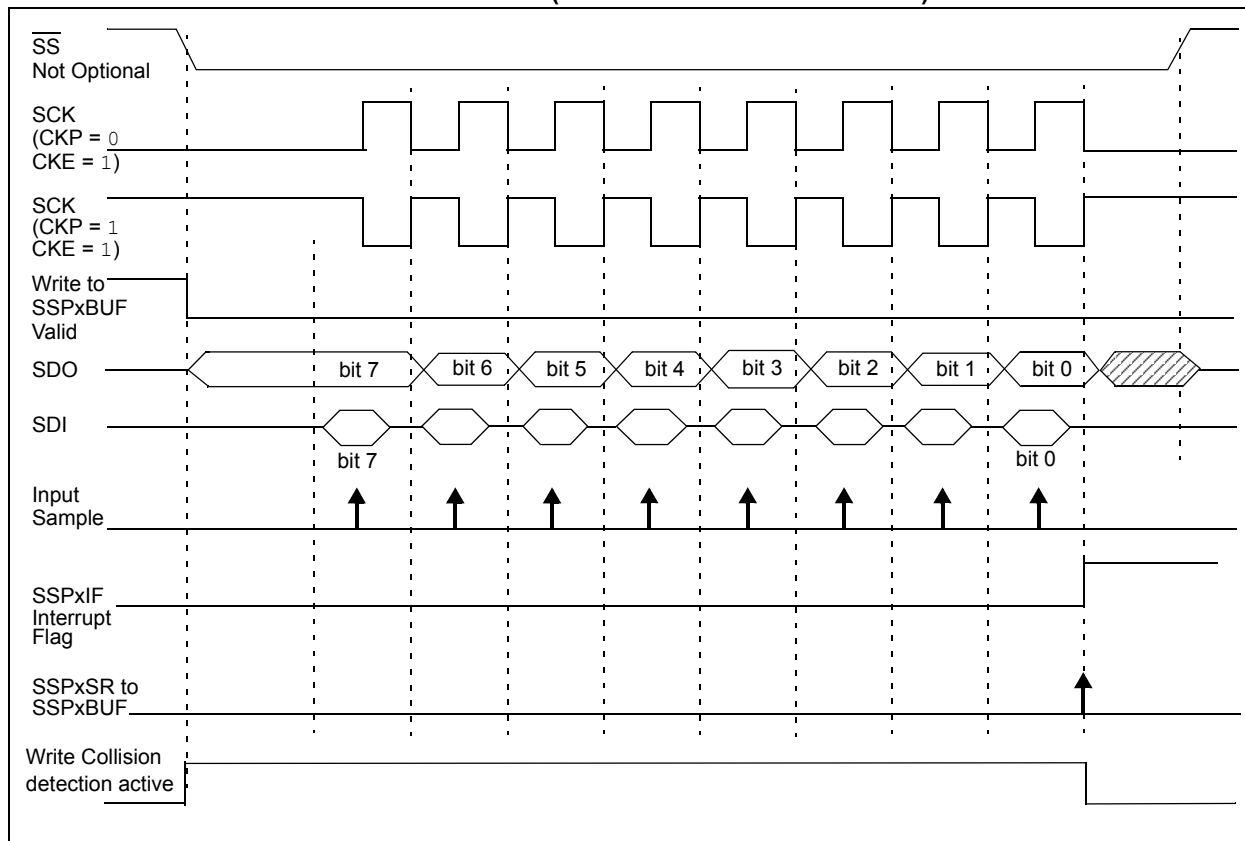 SS
Not Optional
SCK
(CKP = 0
CKE = 1)
SCK
(CKP = 1
CKE = 1)
Write to
SSPxBUF
Valid
SDO
bit 7 bit 6 bit 5 bit 4 bit 3 bit 2 bit 1 bit 0
SDI
bit 7 bit 0
Input
Sample
SSPxIF
Interrupt
Flag
SSPxSR to
SSPxBUF
Write Collision
detection active